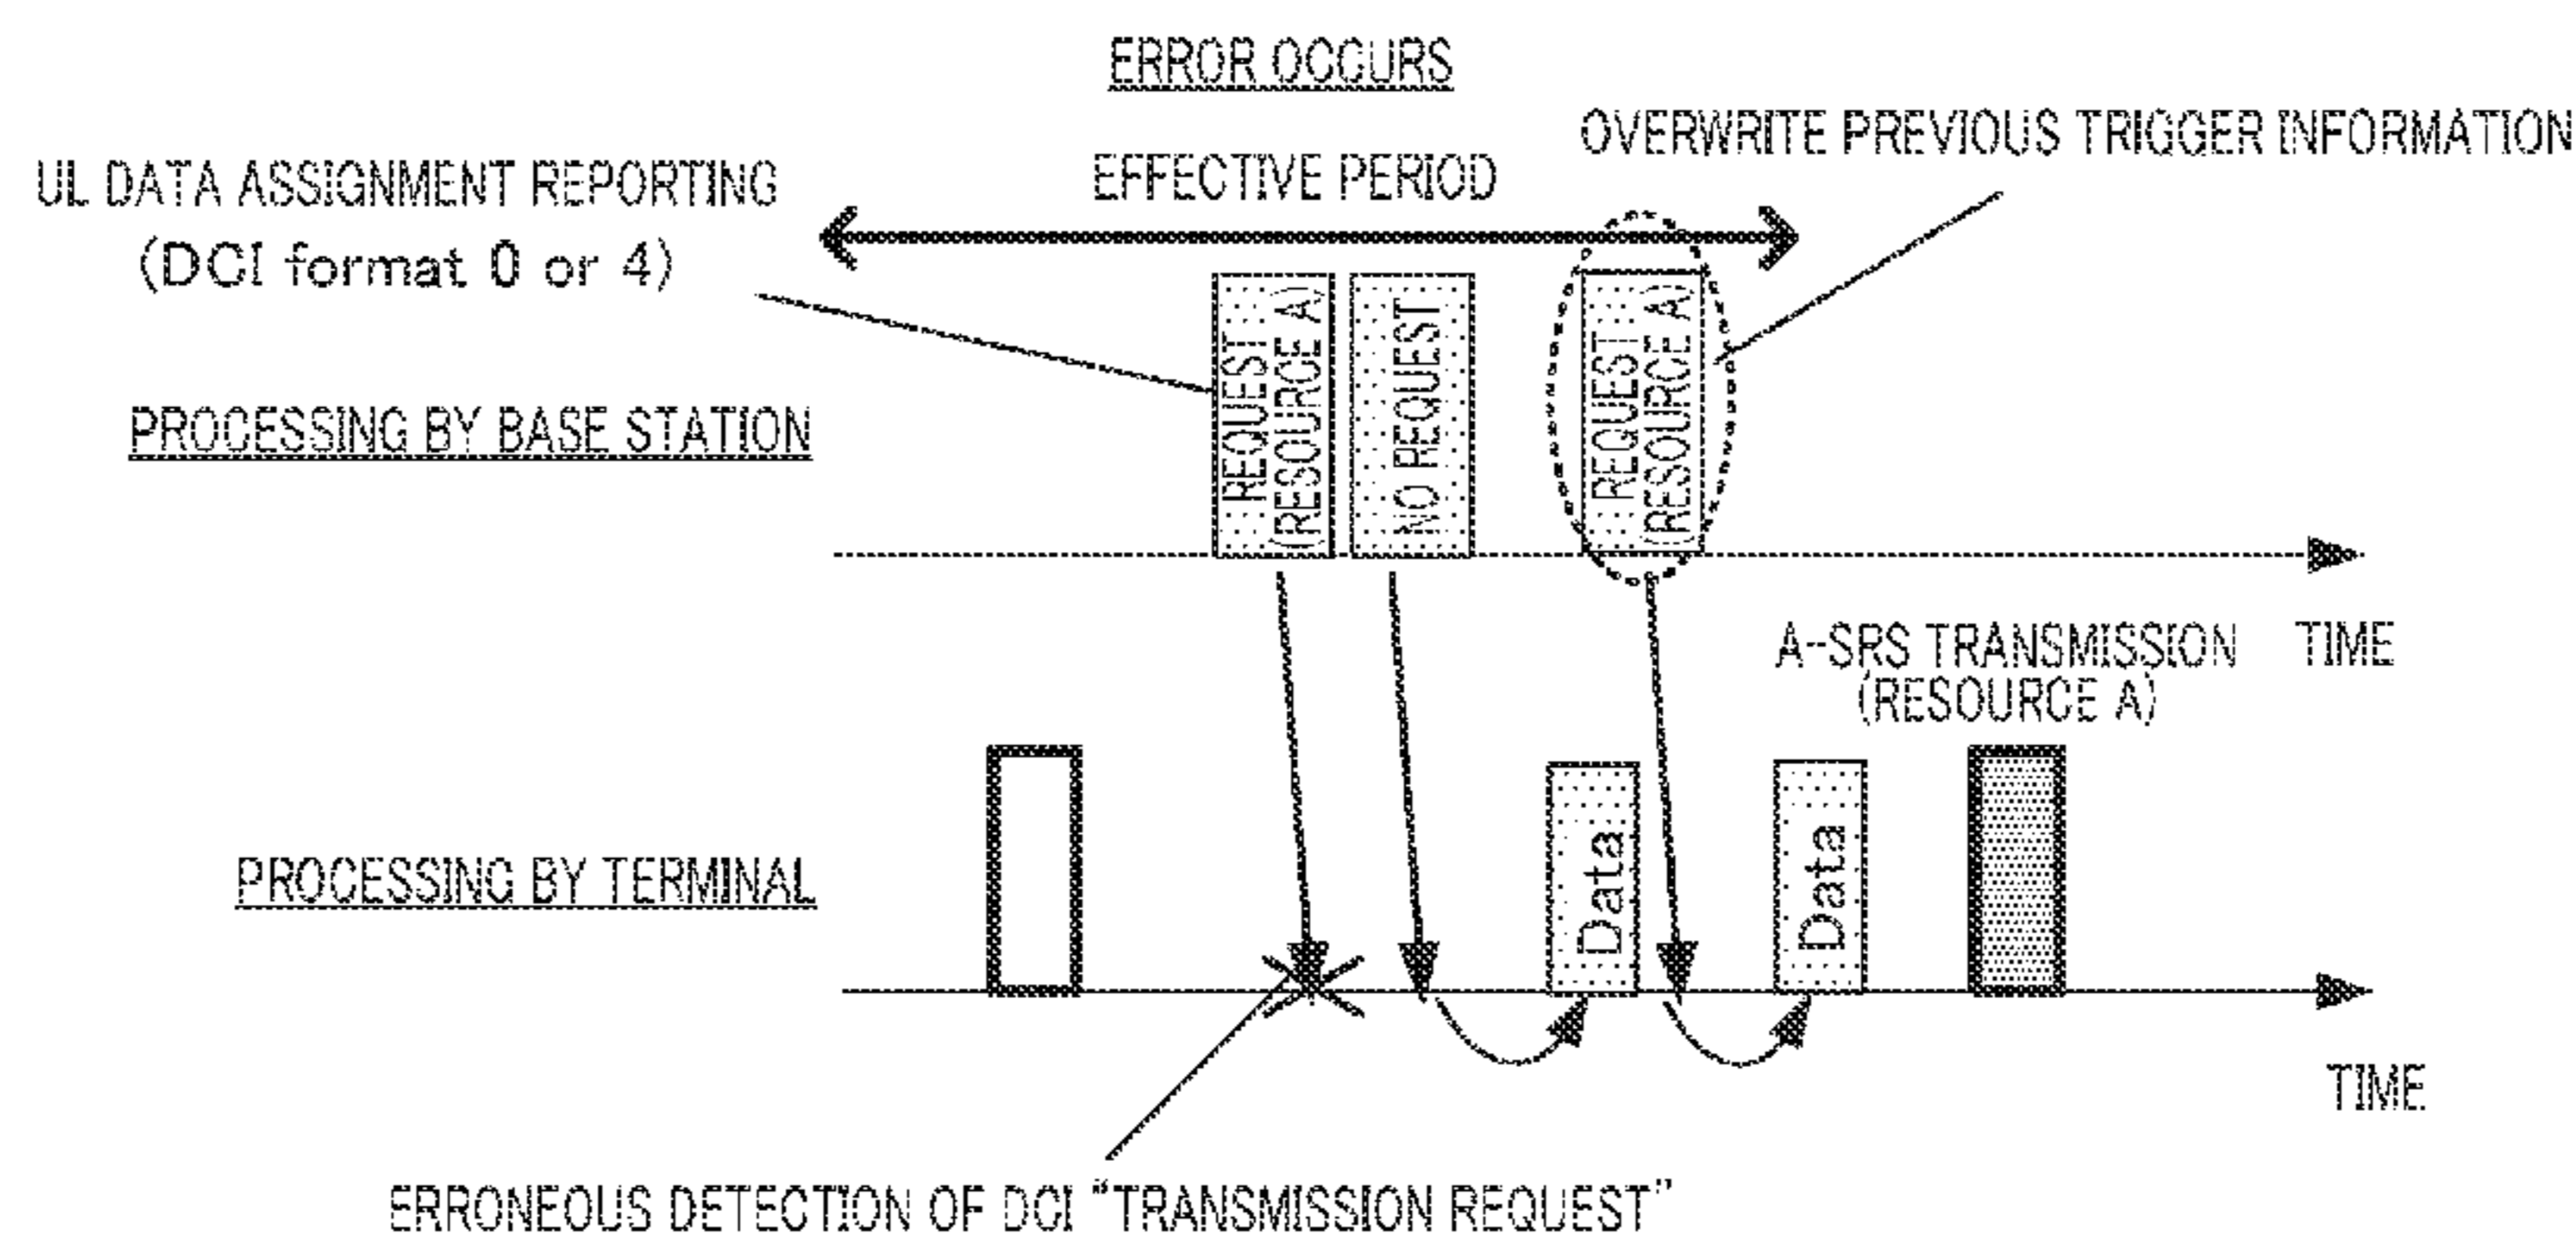 ERROR OCCURS
OVERWRITE PREVIOUS TRIGGER INFORMATION
EFFECTIVE PERIOD
UL DATA ASSIGNMENT REPORTING
(DCI format 0 or 4)
REQUEST
(RESOURCE A)
NO REQUEST
REQUEST
(RESOURCE A)
PROCESSING BY BASE STATION
A-SRS TRANSMISSION
(RESOURCE A)
TIME
Data
Data
PROCESSING BY TERMINAL
TIME
ERRONEOUS DETECTION OF DCI “TRANSMISSION REQUEST”